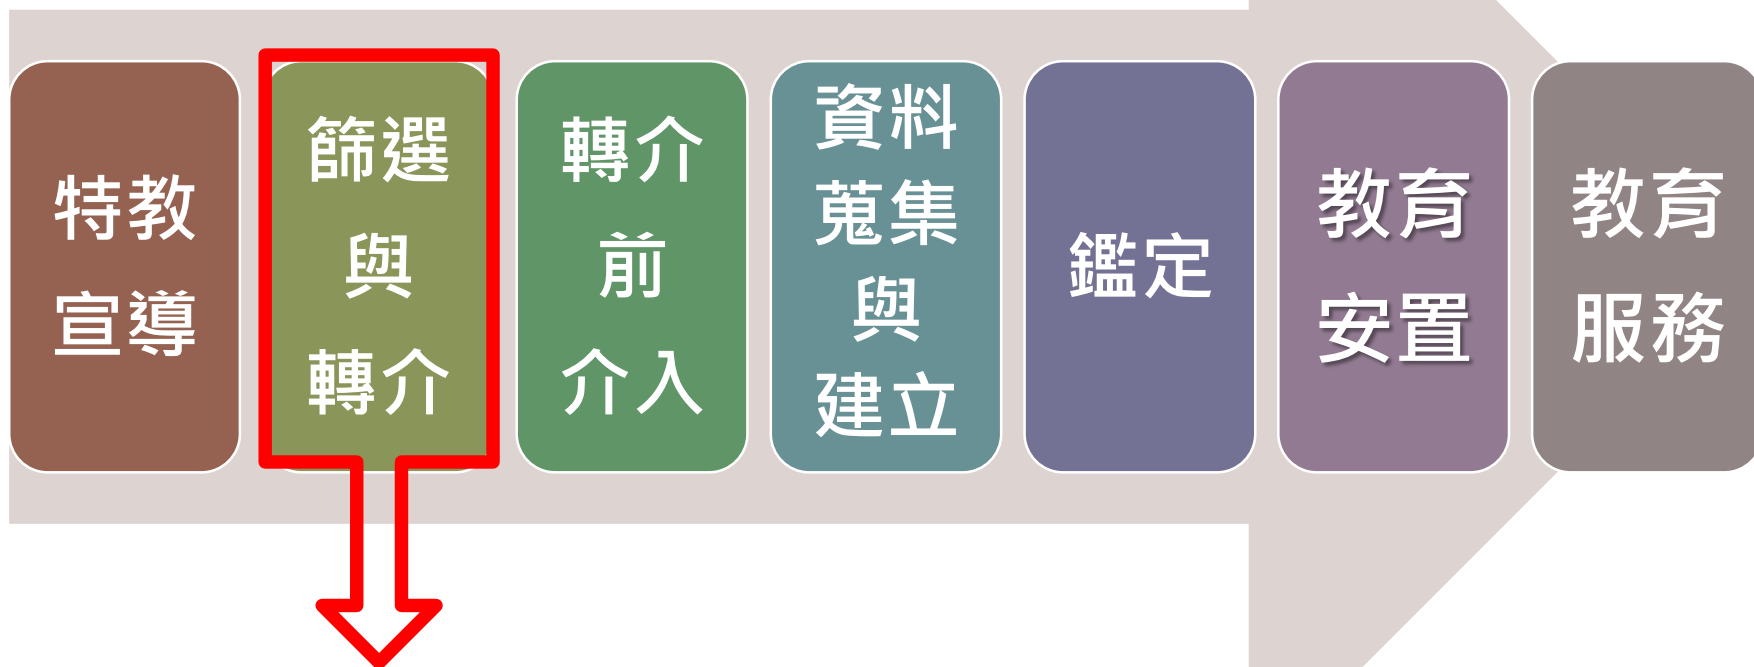 特教
宣導
篩選
與
轉介
轉介
前
介入
資料
蒐集
與
建立
鑑定
教育
安置
教育
服務